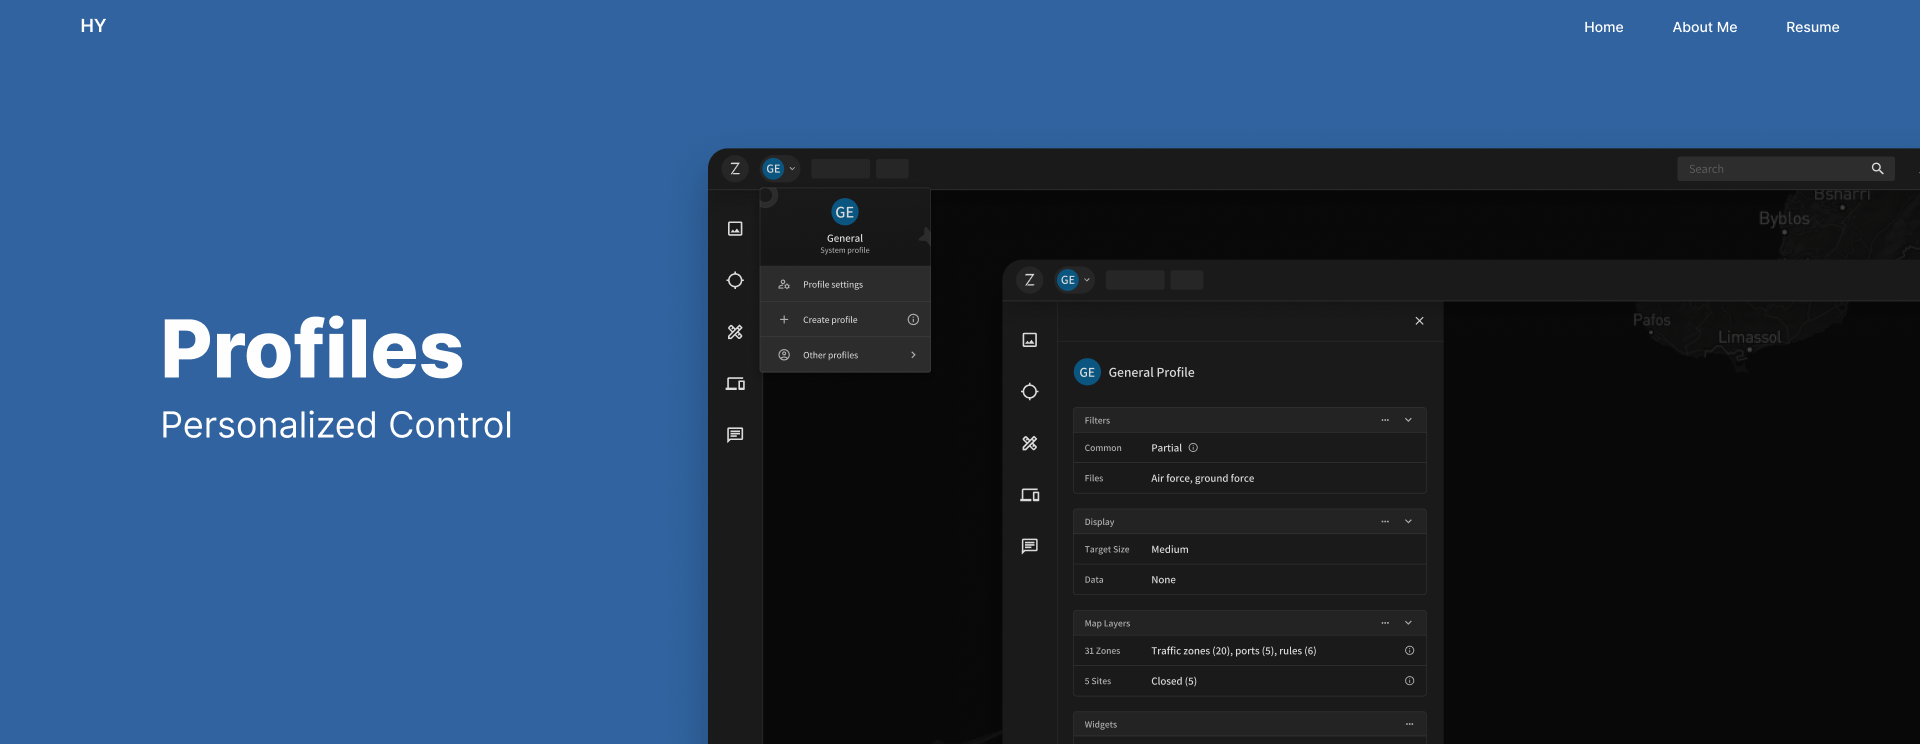 HY
Home
About Me
Resume
Profiles
Personalized Control
Z
GE
Search
GE
General
System profile
Profile settings
Create profile
Other profiles
Bsharri
Byblos
Z
GE
Pafos
Limassol
GE
General Profile
Filters
Common Partial
Files Air force, ground force
Display
Target Size Medium
Data None
Map Layers
31 Zones Traffic zones (20), ports (5), rules (6)
5 Sites Closed (5)
Widgets